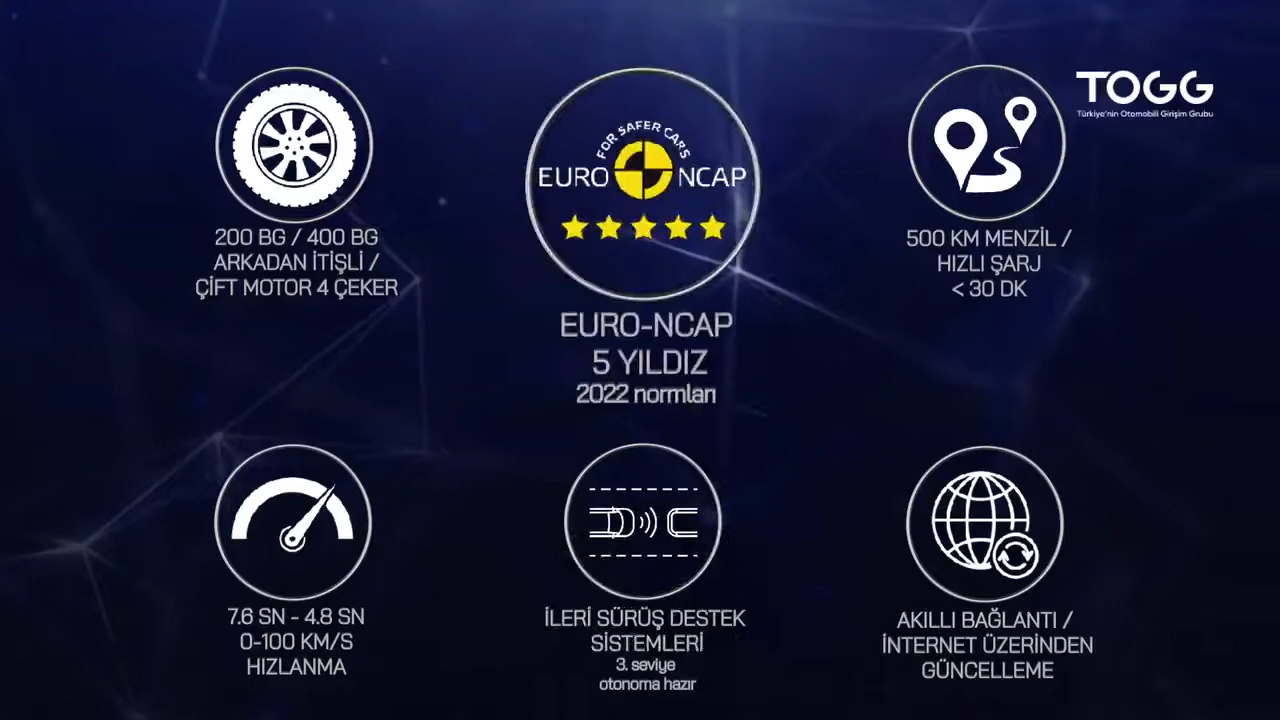 TOGG
Türkiye'nin Otomobili Girişim Grubu
200 BG / 400 BG
ARKADAN İTİŞLİ /
ÇİFT MOTOR 4 ÇEKER
FOR SAFER CARS
EURO NCAP
EURO-NCAP
5 YILDIZ
2022 normları
500 KM MENZİL /
HIZLI ŞARJ
< 30 DK
7.6 SN - 4.8 SN
0-100 KM/S
HIZLANMA
İLERİ SÜRÜŞ DESTEK
SİSTEMLERİ
3. seviye
otonoma hazır
AKILLI BAĞLANTI /
İNTERNET ÜZERİNDEN
GÜNCELLEME